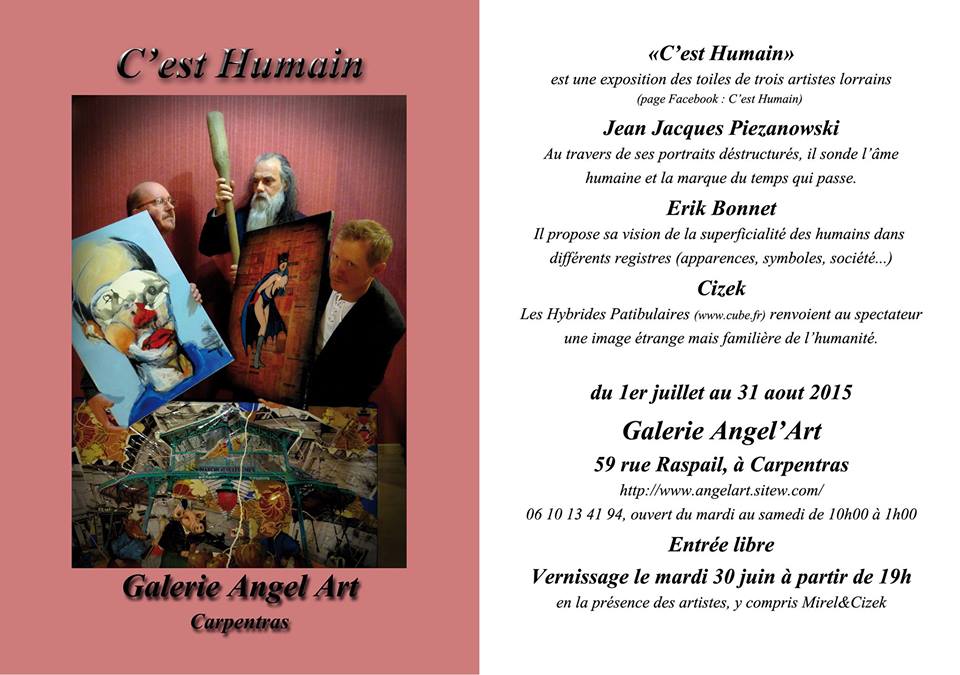 C'est Humain
Galerie Angel Art
Carpentras
«C'est Humain»
est une exposition des toiles de trois artistes lorrains
(page Facebook : C'est Humain)
Jean Jacques Piezanowski
Au travers de ses portraits déstructurés, il sonde l'âme
humaine et la marque du temps qui passe.
Erik Bonnet
Il propose sa vision de la superficialité des humains dans
différents registres (apparences, symboles, société...)
Cizek
Les Hybrides Patibulaires (www.cube.fr) renvoient au spectateur
une image étrange mais familière de l'humanité.
du 1er juillet au 31 aout 2015
Galerie Angel'Art
59 rue Raspail, à Carpentras
http://www.angelart.sitew.com/
06 10 13 41 94, ouvert du mardi au samedi de 10h00 à 1h00
Entrée libre
Vernissage le mardi 30 juin à partir de 19h
en la présence des artistes, y compris Mirel&Cizek